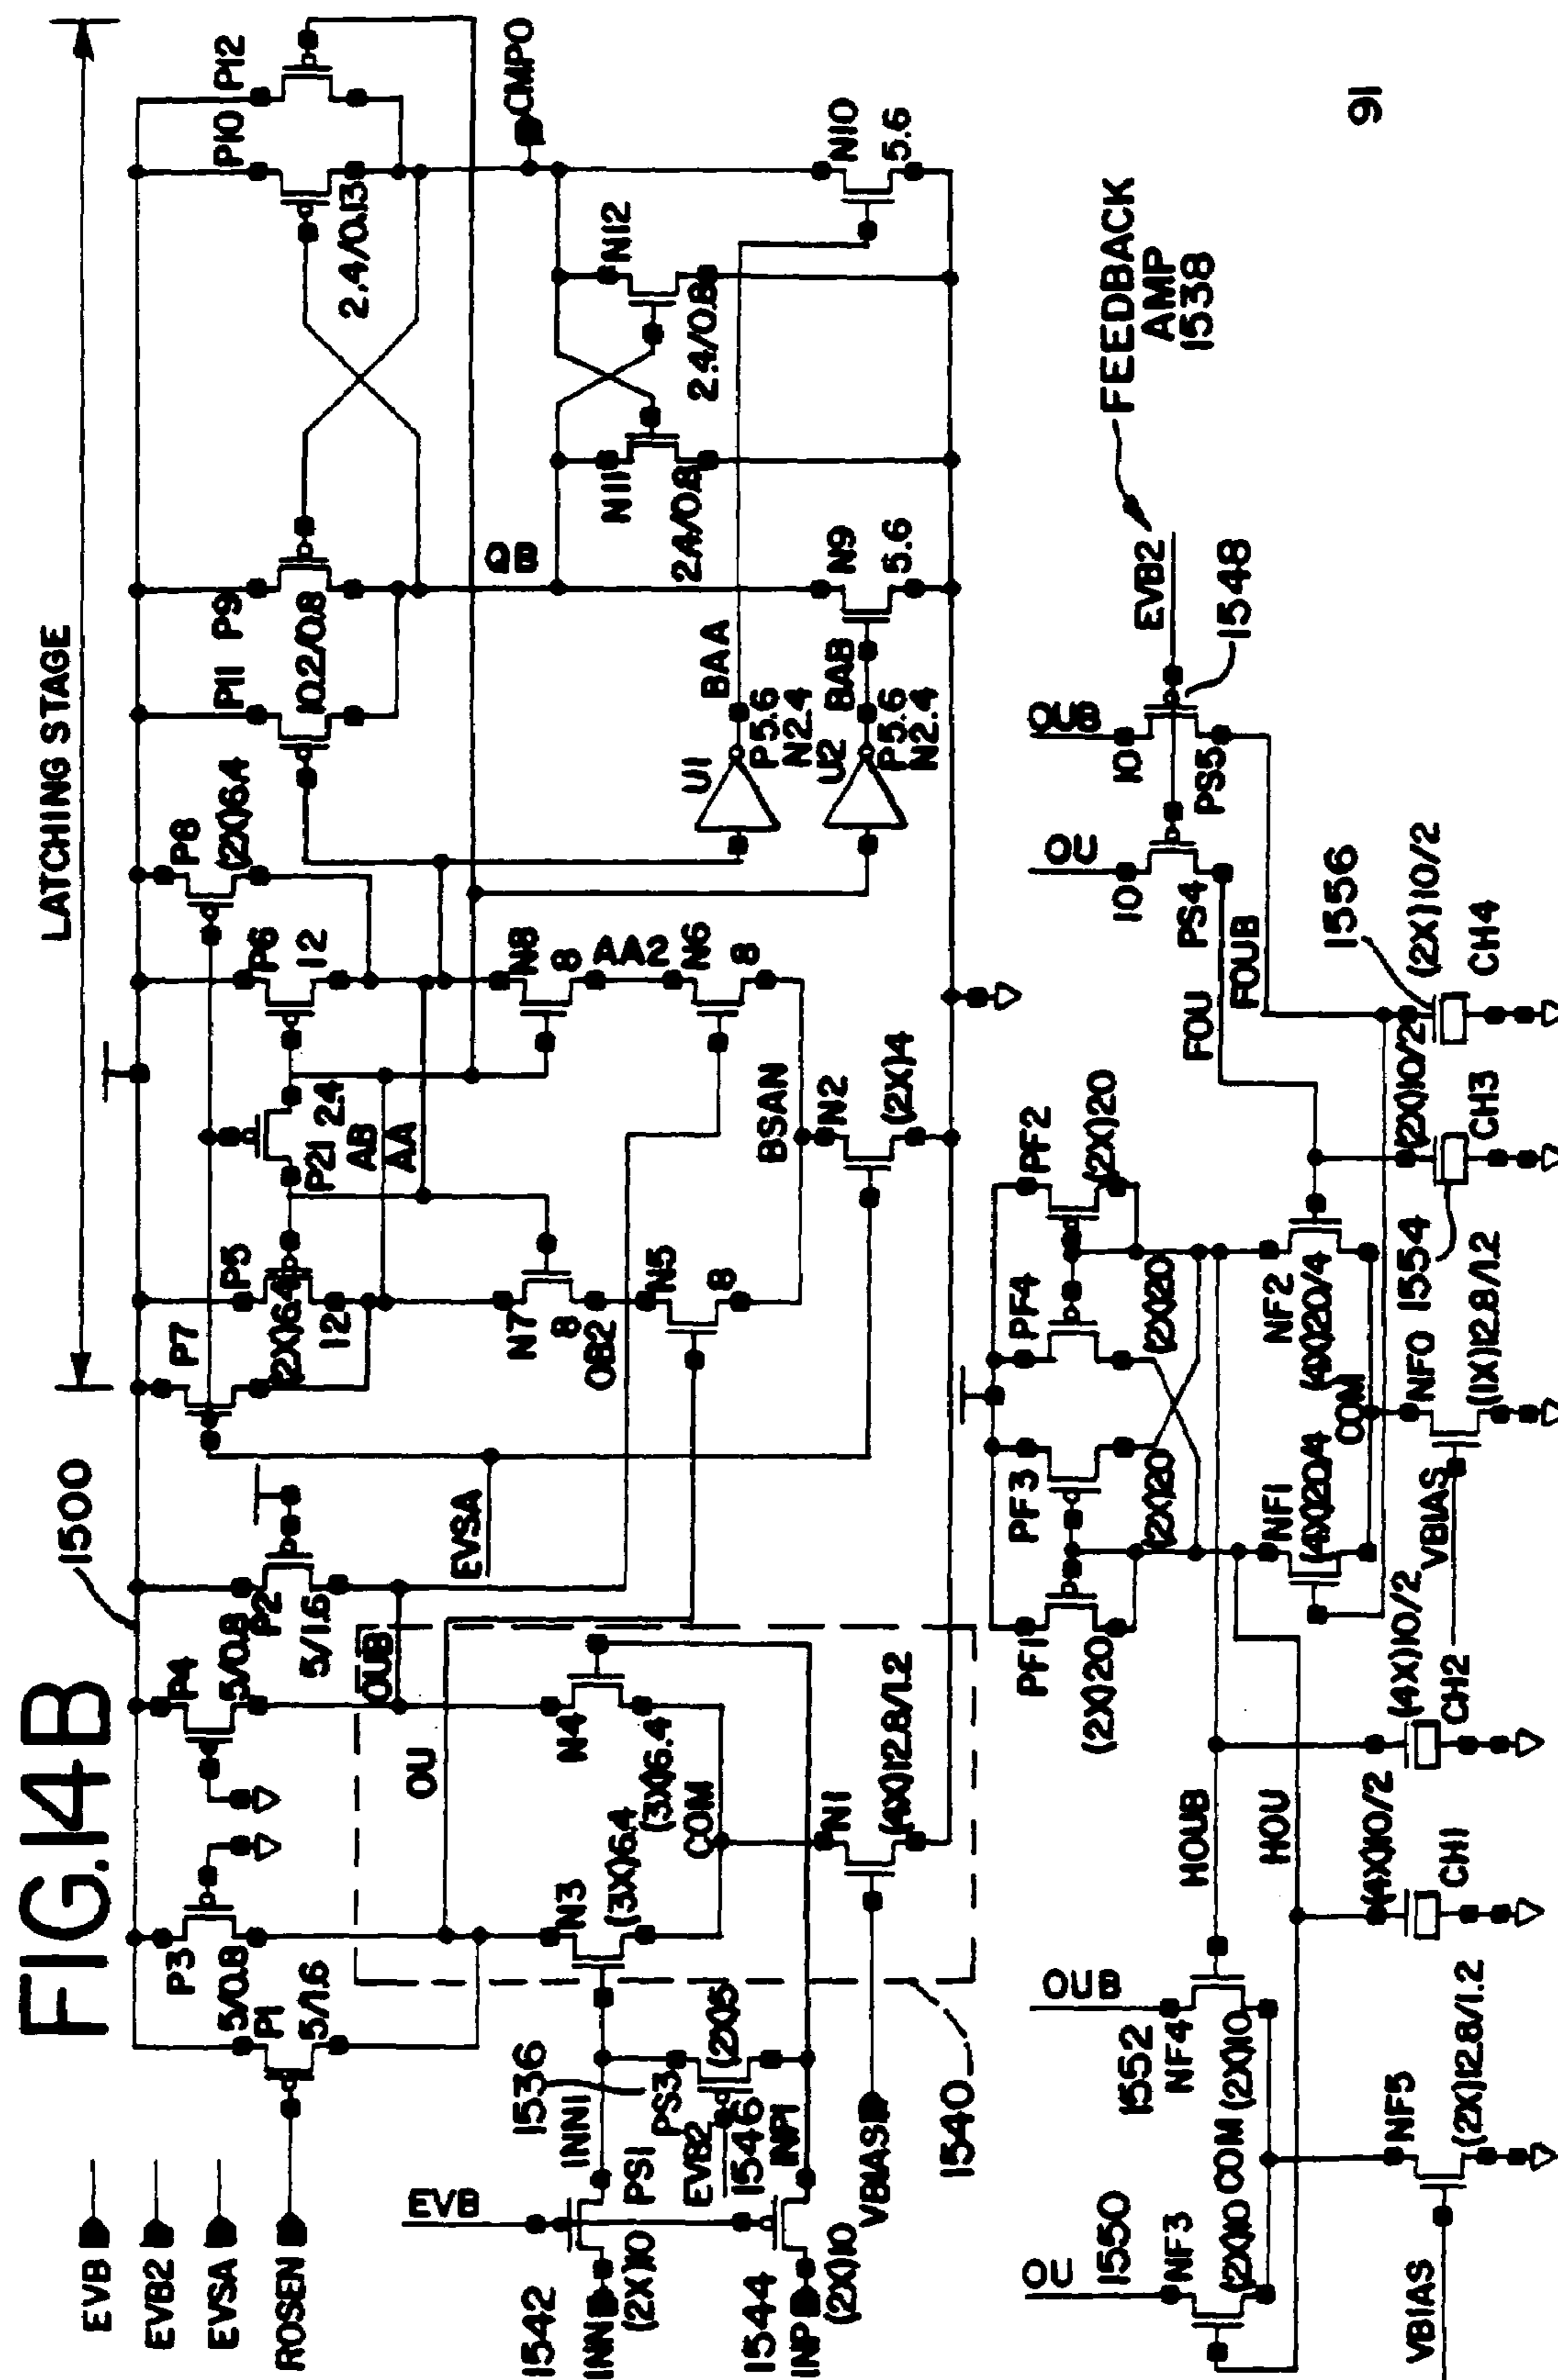 FIG.14B
1500
LATCHING STAGE
EVB
EVB2
EVSA
ROSEN
P3
5/0.8
P1
5/1.6
P4
5/0.8
P2
5/1.6
P7
(2X)6.4
P5
12
P21 2.4
P6
12
P8
(2X)6.4
P11
P9
10.2/0.8
P10
P12
2.4/0.13
OUB
OU
EVSA
AB
AA
QB
CMPO
N3
(3X)6.4
N4
(3X)6.4
COM
N7
8
OB2
N5
8
N8
8
AA2
N6
8
BSAN
N2
(2X)4
U1
P5.6
N2.4
BAA
U2
P5.6
N2.4
BAB
N11
2.4/0.8
N12
2.4/0.8
N9
5.6
N10
5.6
1542
INN
(2X)10
EVB
PS1
INN1
1536
PS3
(2X)5
EVB2
1546
INP1
1544
INP
(2X)10
VBIAS
N1
(4X)12.8/1.2
1540
PF1
(2X)20
PF3
(2X)20
PF4
(2X)20
PF2
(2X)20
FEEDBACK
AMP
1538
EVB2
1548
OU
10
PS4
OUB
10
PS5
FOU
FOUB
OU
1550
NF3
(2X)10
COM
OUB
1552
NF4
(2X)10
HOUB
HOU
NF1
(4X)20/4
NF2
(4X)20/4
COM
NF5
(2X)12.8/1.2
VBIAS
(4X)10/2
CH1
(4X)10/2
CH2
VBIAS
NF0
(1X)12.8/1.2
1554
(2X)10/2
CH3
1556
(2X)10/2
CH4
91